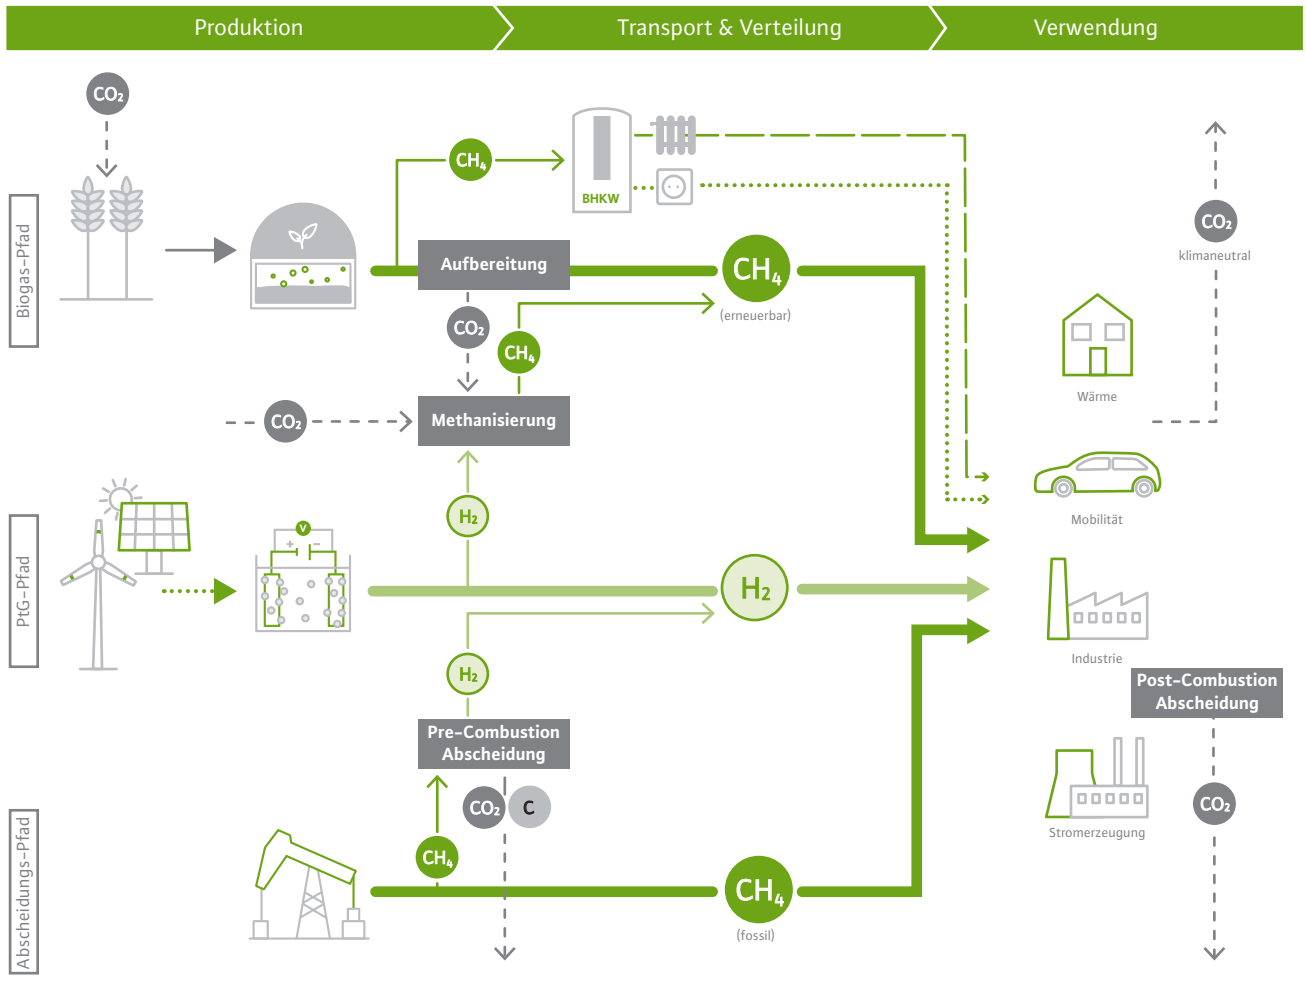 Produktion
Transport & Verteilung
Verwendung
Biogas-Pfad
CO₂
CH₄
BHKW
Aufbereitung
CH₄
(erneuerbar)
CO₂
klimaneutral
CO₂
CH₄
Wärme
CO₂
Methanisierung
PtG-Pfad
V
+ −
H₂
H₂
Mobilität
Industrie
H₂
Pre-Combustion
Abscheidung
Post-Combustion
Abscheidung
Abscheidungs-Pfad
CO₂
C
CO₂
Stromerzeugung
CH₄
CH₄
(fossil)